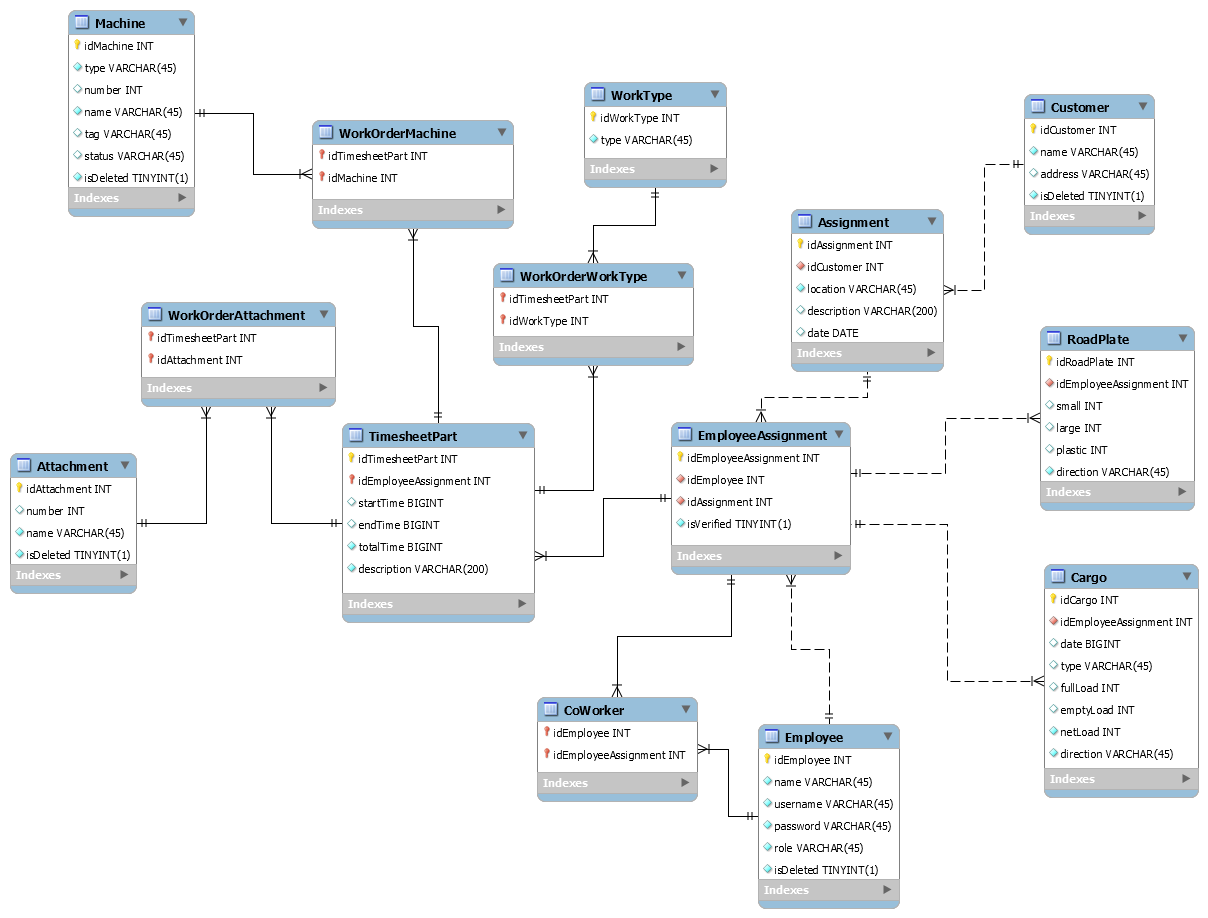 Machine
idMachine INT
type VARCHAR(45)
number INT
name VARCHAR(45)
tag VARCHAR(45)
status VARCHAR(45)
isDeleted TINYINT(1)
Indexes
WorkOrderMachine
idTimesheetPart INT
idMachine INT
Indexes
WorkType
idWorkType INT
type VARCHAR(45)
Indexes
Customer
idCustomer INT
name VARCHAR(45)
address VARCHAR(45)
isDeleted TINYINT(1)
Indexes
Assignment
idAssignment INT
idCustomer INT
location VARCHAR(45)
description VARCHAR(200)
date DATE
Indexes
WorkOrderWorkType
idTimesheetPart INT
idWorkType INT
Indexes
WorkOrderAttachment
idTimesheetPart INT
idAttachment INT
Indexes
RoadPlate
idRoadPlate INT
idEmployeeAssignment INT
small INT
large INT
plastic INT
direction VARCHAR(45)
Indexes
Attachment
idAttachment INT
number INT
name VARCHAR(45)
isDeleted TINYINT(1)
Indexes
TimesheetPart
idTimesheetPart INT
idEmployeeAssignment INT
startTime BIGINT
endTime BIGINT
totalTime BIGINT
description VARCHAR(200)
Indexes
EmployeeAssignment
idEmployeeAssignment INT
idEmployee INT
idAssignment INT
isVerified TINYINT(1)
Indexes
Cargo
idCargo INT
idEmployeeAssignment INT
date BIGINT
type VARCHAR(45)
fullLoad INT
emptyLoad INT
netLoad INT
direction VARCHAR(45)
Indexes
CoWorker
idEmployee INT
idEmployeeAssignment INT
Indexes
Employee
idEmployee INT
name VARCHAR(45)
username VARCHAR(45)
password VARCHAR(45)
role VARCHAR(45)
isDeleted TINYINT(1)
Indexes